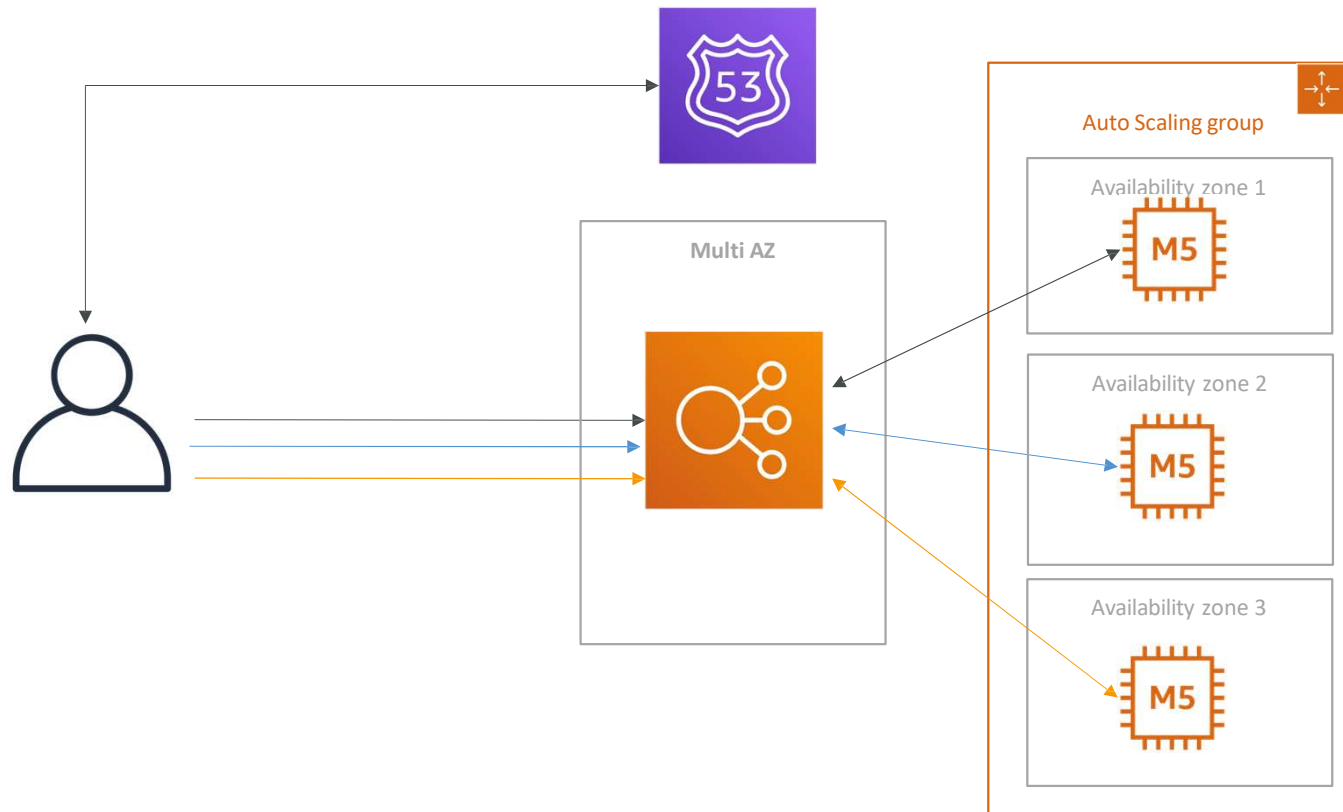 53
Auto Scaling group
Availability zone 1
M5
Multi AZ
Availability zone 2
M5
Availability zone 3
M5